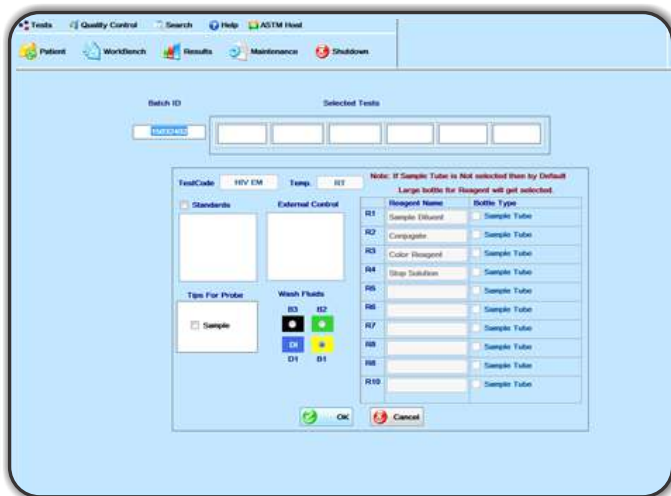 Tests Quality Control Search Help ASTM Host
Patient WorkBench Results Maintenance Shutdown
Batch ID Selected Tests
TestCode HIV EM Temp. RT
Note: If Sample Tube is Not selected then by Default
Large bottle for Reagent will get selected.
Standards External Control
Reagent Name Bottle Type
R1 Sample Diluent Sample Tube
R2 Conjugate Sample Tube
R3 Color Reagent Sample Tube
R4 Stop Solution Sample Tube
R5 Sample Tube
R6 Sample Tube
R7 Sample Tube
Sample Tube
Sample Tube
R10 Sample Tube
Tips For Probe Wash Fluids
Sample
B3 B2
DI
D1 B1
OK Cancel